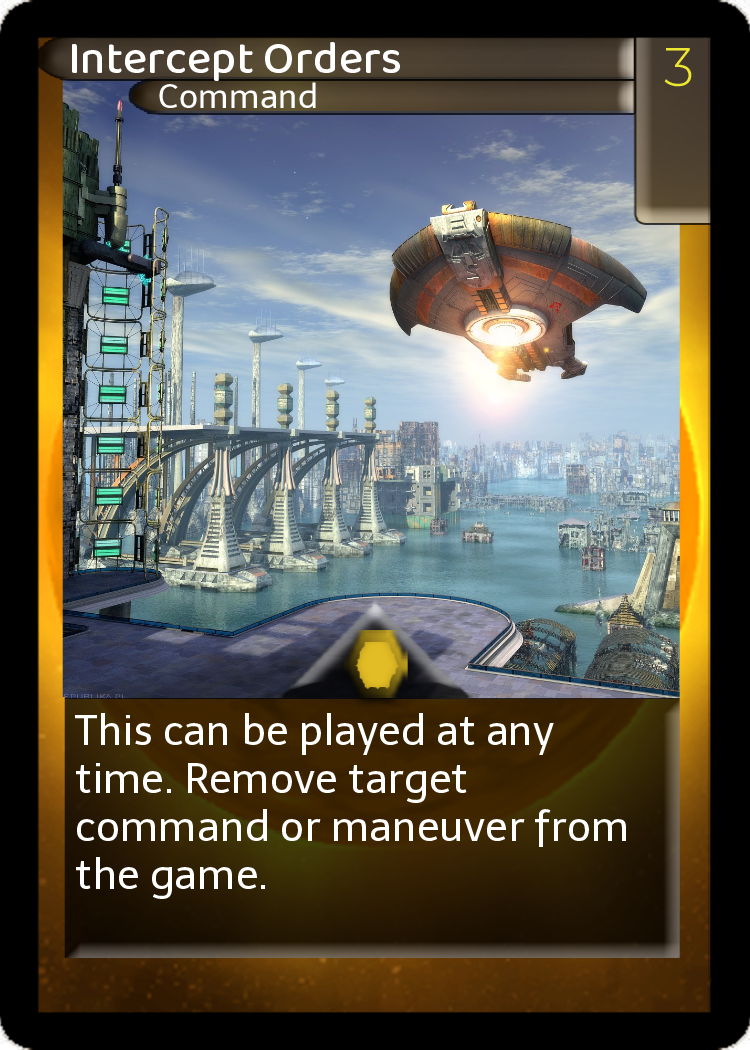 Intercept Orders
3
Command
This can be played at any
time. Remove target
command or maneuver from
the game.